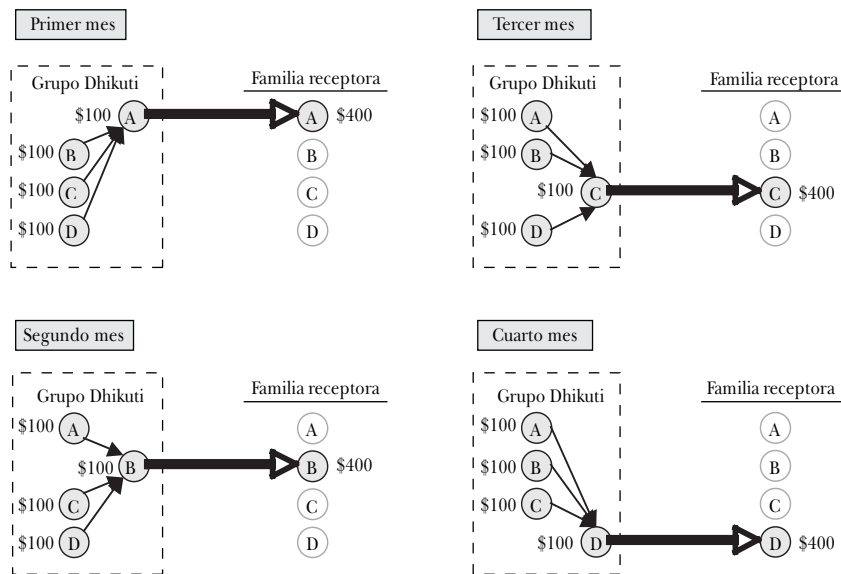 Primer mes
Grupo Dhikuti
Familia receptora
$100 A
A $400
$100 B
B
$100 C
C
$100 D
D
Tercer mes
Grupo Dhikuti
Familia receptora
$100 A
A
$100 B
B
$100 C
C $400
$100 D
D
Segundo mes
Grupo Dhikuti
Familia receptora
$100 A
A
$100 B
B $400
$100 C
C
$100 D
D
Cuarto mes
Grupo Dhikuti
Familia receptora
$100 A
A
$100 B
B
$100 C
C
$100 D
D $400